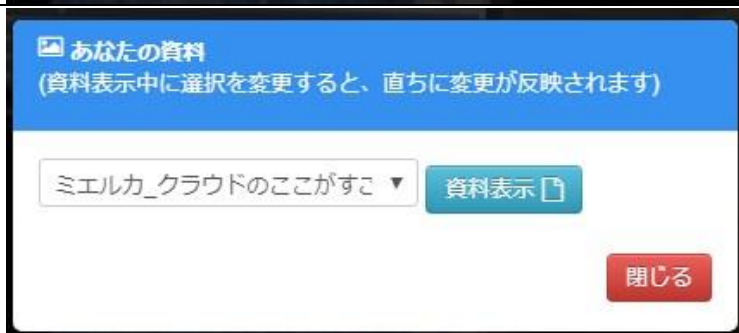 あなたの資料
(資料表示中に選択を変更すると、直ちに変更が反映されます)
ミエルカ_クラウドのここがすご
資料表示
閉じる